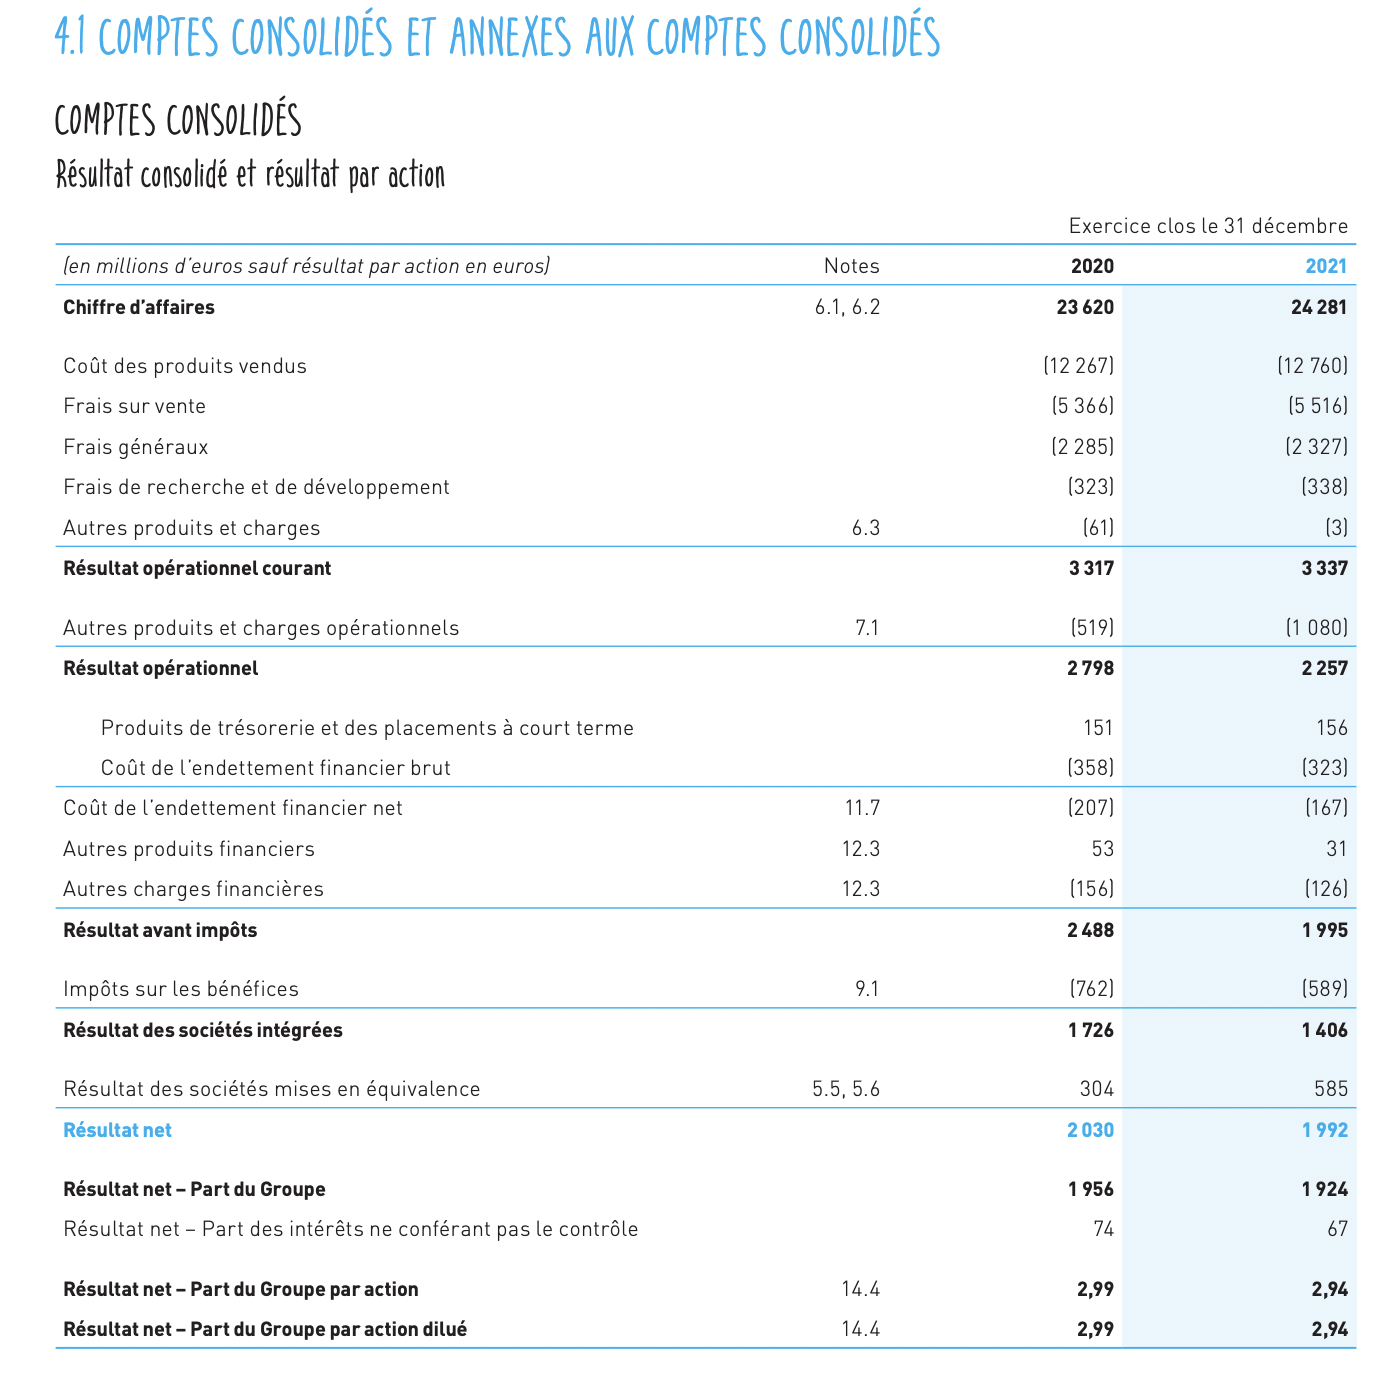 4.1 COMPTES CONSOLIDÉS ET ANNEXES AUX COMPTES CONSOLIDÉS
COMPTES CONSOLIDÉS
Résultat consolidé et résultat par action
Exercice clos le 31 décembre
(en millions d’euros sauf résultat par action en euros) Notes 2020 2021
Chiffre d’affaires 6.1, 6.2 23 620 24 281
Coût des produits vendus (12 267) (12 760)
Frais sur vente (5 366) (5 516)
Frais généraux (2 285) (2 327)
Frais de recherche et de développement (323) (338)
Autres produits et charges 6.3 (61) (3)
Résultat opérationnel courant 3 317 3 337
Autres produits et charges opérationnels 7.1 (519) (1 080)
Résultat opérationnel 2 798 2 257
Produits de trésorerie et des placements à court terme 151 156
Coût de l’endettement financier brut (358) (323)
Coût de l’endettement financier net 11.7 (207) (167)
Autres produits financiers 12.3 53 31
Autres charges financières 12.3 (156) (126)
Résultat avant impôts 2 488 1 995
Impôts sur les bénéfices 9.1 (762) (589)
Résultat des sociétés intégrées 1 726 1 406
Résultat des sociétés mises en équivalence 5.5, 5.6 304 585
Résultat net 2 030 1 992
Résultat net – Part du Groupe 1 956 1 924
Résultat net – Part des intérêts ne conférant pas le contrôle 74 67
Résultat net – Part du Groupe par action 14.4 2,99 2,94
Résultat net – Part du Groupe par action dilué 14.4 2,99 2,94